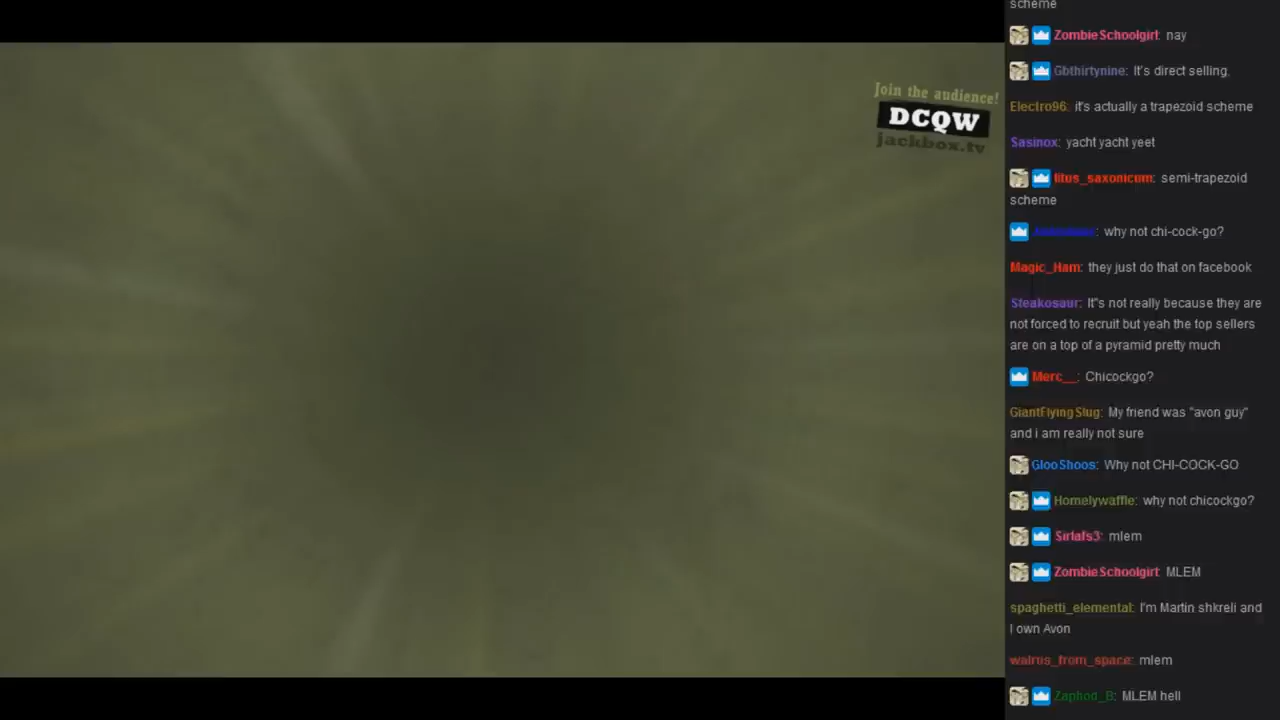 scheme
ZombieSchoolgirl: nay
Gbthirtynine: It's direct selling,
Join the audience!
DCQW
jackbox.tv
Electro96: it's actually a trapezoid scheme
Sasinox: yacht yacht yeet
litus_saxonicum: semi-trapezoid
scheme
: why not chi-cock-go?
Magic_Ham: they just do that on facebook
Steakosaur: It"s not really because they are
not forced to recruit but yeah the top sellers
are on a top of a pyramid pretty much
Merc__: Chicockgo?
GiantFlyingSlug: My friend was "avon guy"
and i am really not sure
GlooShoos: Why not CHI-COCK-GO
Homelywaffle: why not chicockgo?
Sirlafs3: mlem
ZombieSchoolgirl: MLEM
spaghetti_elemental: I'm Martin shkreli and
I own Avon
walrus_from_space: mlem
Zaphod_B: MLEM hell